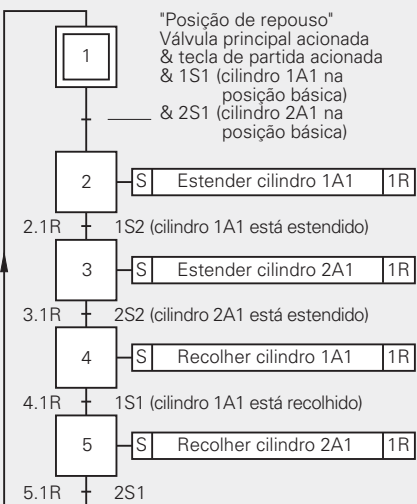 "Posição de repouso"
1
Válvula principal acionada
& tecla de partida acionada
& 1S1 (cilindro 1A1 na
posição básica)
& 2S1 (cilindro 2A1 na
posição básica)
2 S Estender cilindro 1A1 1R
2.1R 1S2 (cilindro 1A1 está estendido)
3 S Estender cilindro 2A1 1R
3.1R 2S2 (cilindro 2A1 está estendido)
4 S Recolher cilindro 1A1 1R
4.1R 1S1 (cilindro 1A1 está recolhido)
5 S Recolher cilindro 2A1 1R
5.1R 2S1